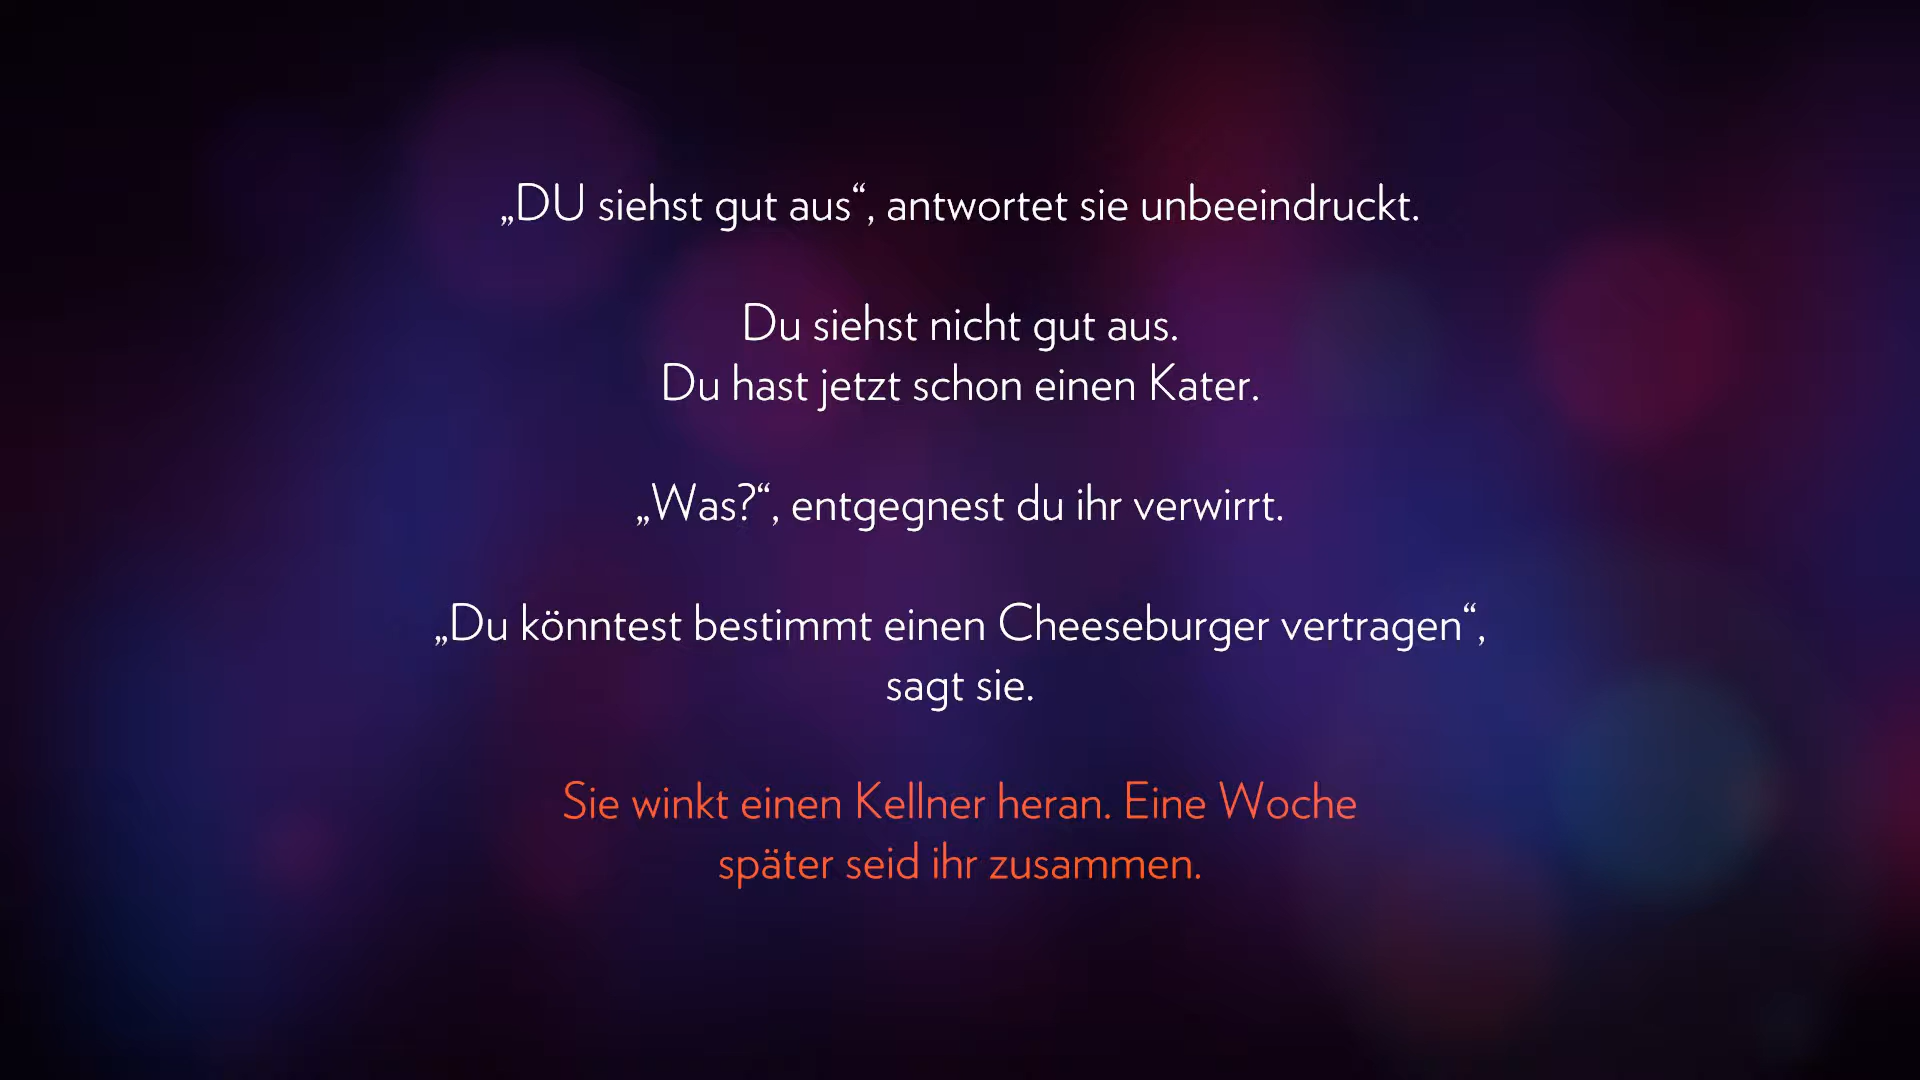 „DU siehst gut aus“, antwortet sie unbeeindruckt.
Du siehst nicht gut aus.
Du hast jetzt schon einen Kater.
„Was?“, entgegnest du ihr verwirrt.
„Du könntest bestimmt einen Cheeseburger vertragen“,
sagt sie.
Sie winkt einen Kellner heran. Eine Woche
später seid ihr zusammen.